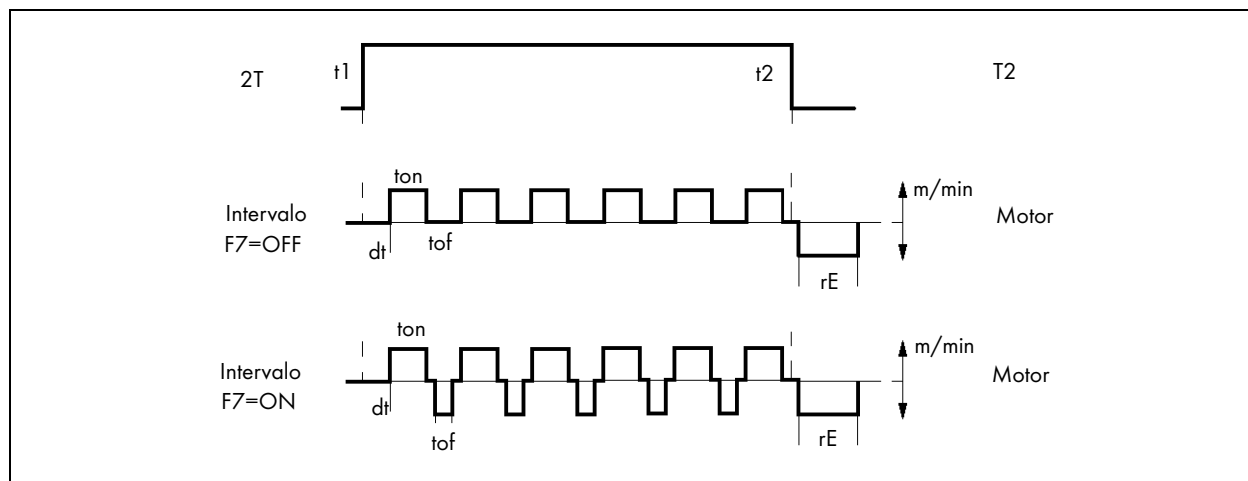 2T
t1
t2
T2
ton
Intervalo
F7=OFF
dt
tof
rE
m/min
Motor
ton
Intervalo
F7=ON
dt
tof
rE
m/min
Motor